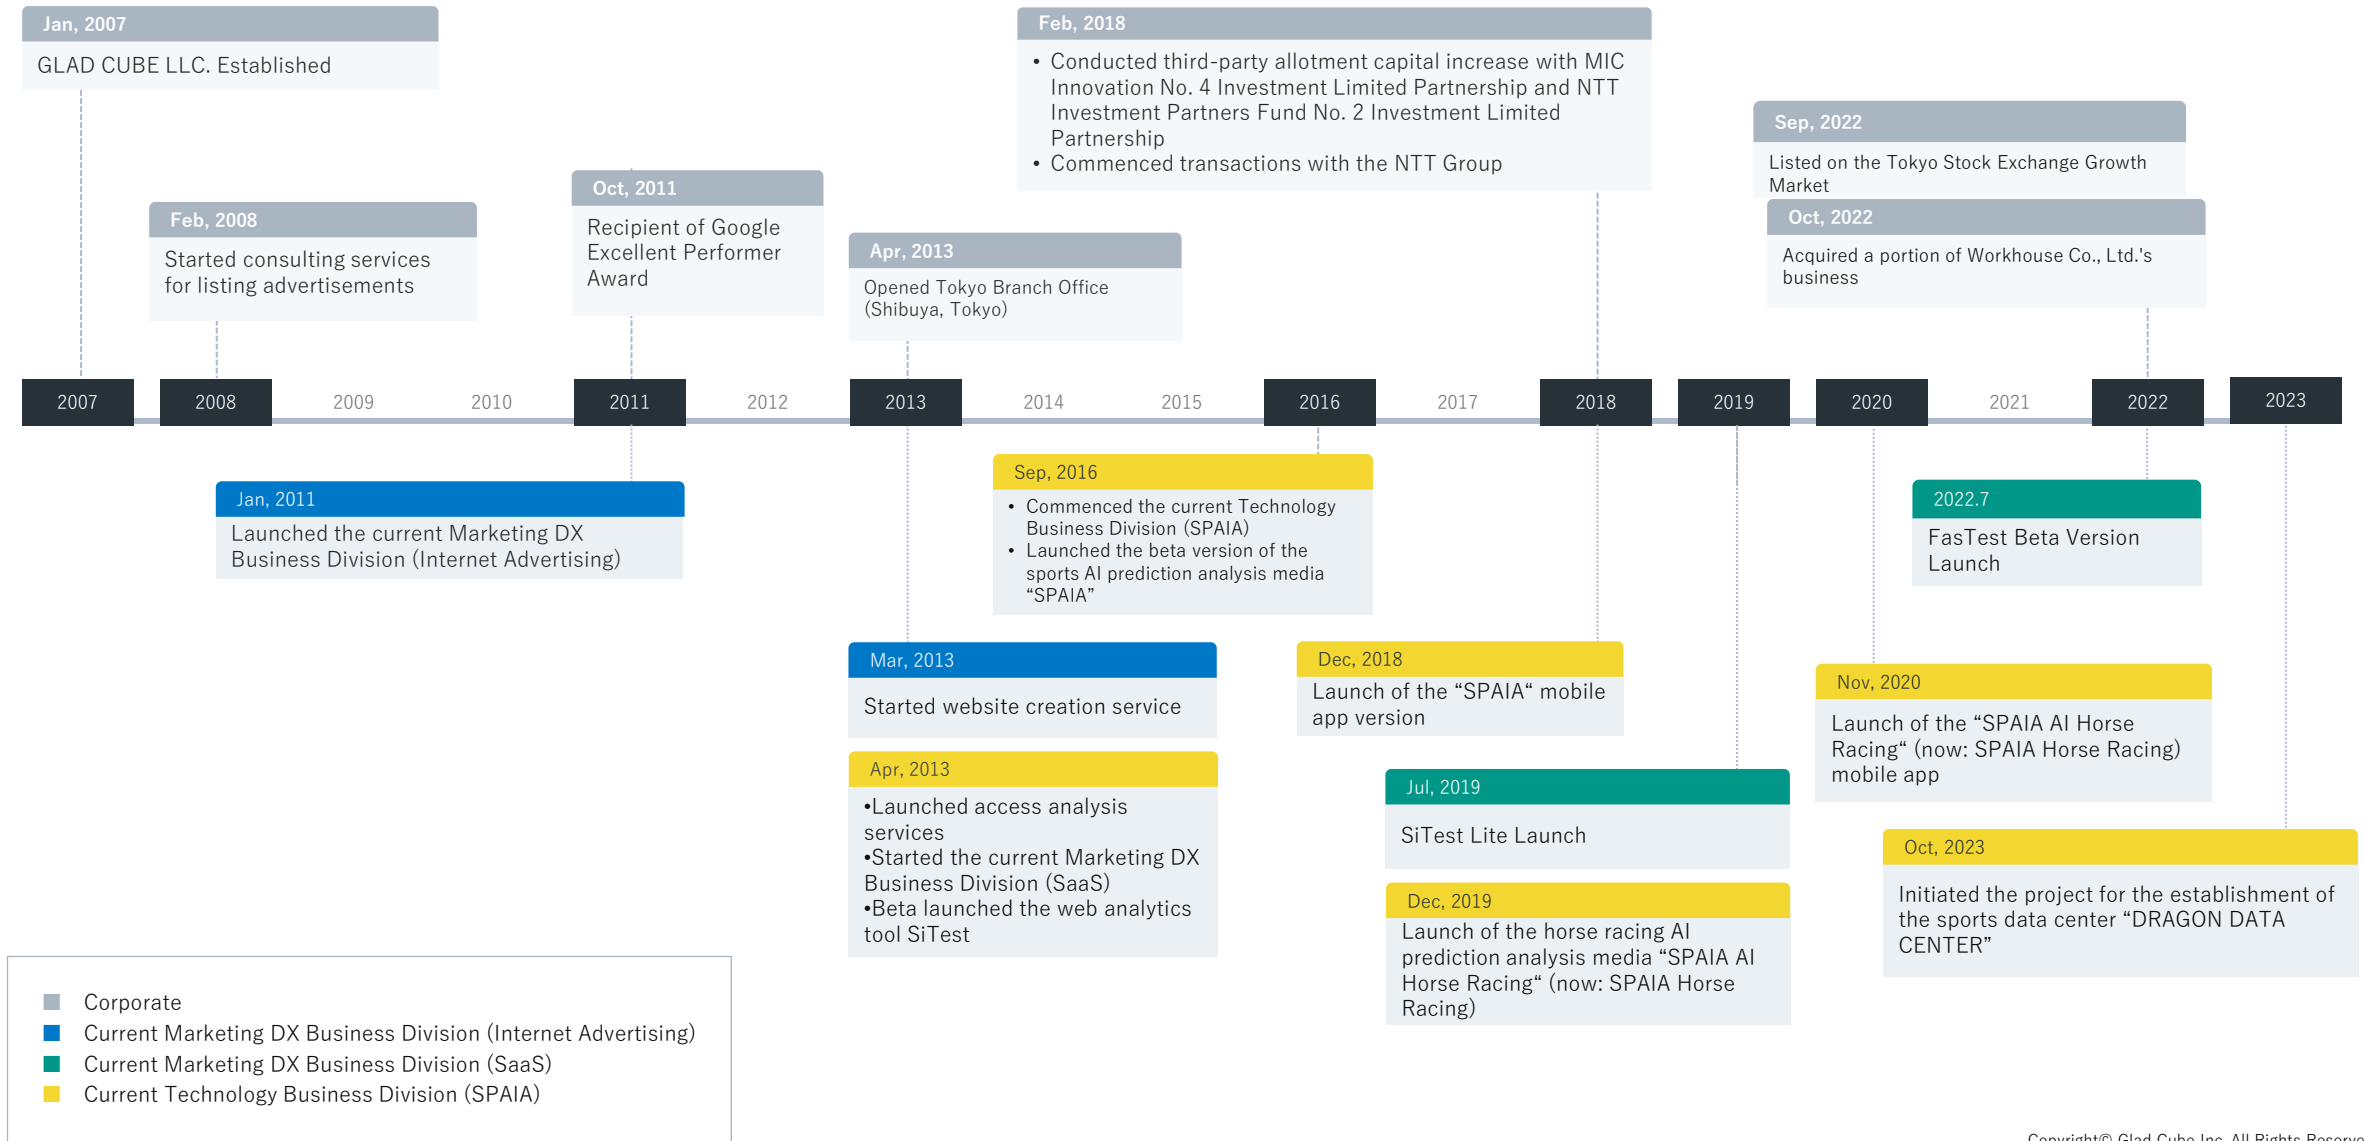 Jan, 2007
GLAD CUBE LLC. Established
Feb, 2008
Started consulting services
for listing advertisements
Oct, 2011
Recipient of Google
Excellent Performer
Award
Apr, 2013
Opened Tokyo Branch Office
(Shibuya, Tokyo)
Feb, 2018
• Conducted third-party allotment capital increase with MIC
Innovation No. 4 Investment Limited Partnership and NTT
Investment Partners Fund No. 2 Investment Limited
Partnership
• Commenced transactions with the NTT Group
Sep, 2022
Listed on the Tokyo Stock Exchange Growth
Market
Oct, 2022
Acquired a portion of Workhouse Co., Ltd.'s
business
2007 2008 2009 2010 2011 2012 2013 2014 2015 2016 2017 2018 2019 2020 2021 2022 2023
Jan, 2011
Launched the current Marketing DX
Business Division (Internet Advertising)
Mar, 2013
Started website creation service
Apr, 2013
•Launched access analysis
services
•Started the current Marketing DX
Business Division (SaaS)
•Beta launched the web analytics
tool SiTest
Sep, 2016
• Commenced the current Technology
Business Division (SPAIA)
• Launched the beta version of the
sports AI prediction analysis media
“SPAIA”
Dec, 2018
Launch of the “SPAIA“ mobile
app version
Jul, 2019
SiTest Lite Launch
Dec, 2019
Launch of the horse racing AI
prediction analysis media “SPAIA AI
Horse Racing“ (now: SPAIA Horse
Racing)
2022.7
FasTest Beta Version
Launch
Nov, 2020
Launch of the “SPAIA AI Horse
Racing“ (now: SPAIA Horse Racing)
mobile app
Oct, 2023
Initiated the project for the establishment of
the sports data center “DRAGON DATA
CENTER”
Corporate
Current Marketing DX Business Division (Internet Advertising)
Current Marketing DX Business Division (SaaS)
Current Technology Business Division (SPAIA)
Copyright© Glad Cube Inc. All Rights Reserve